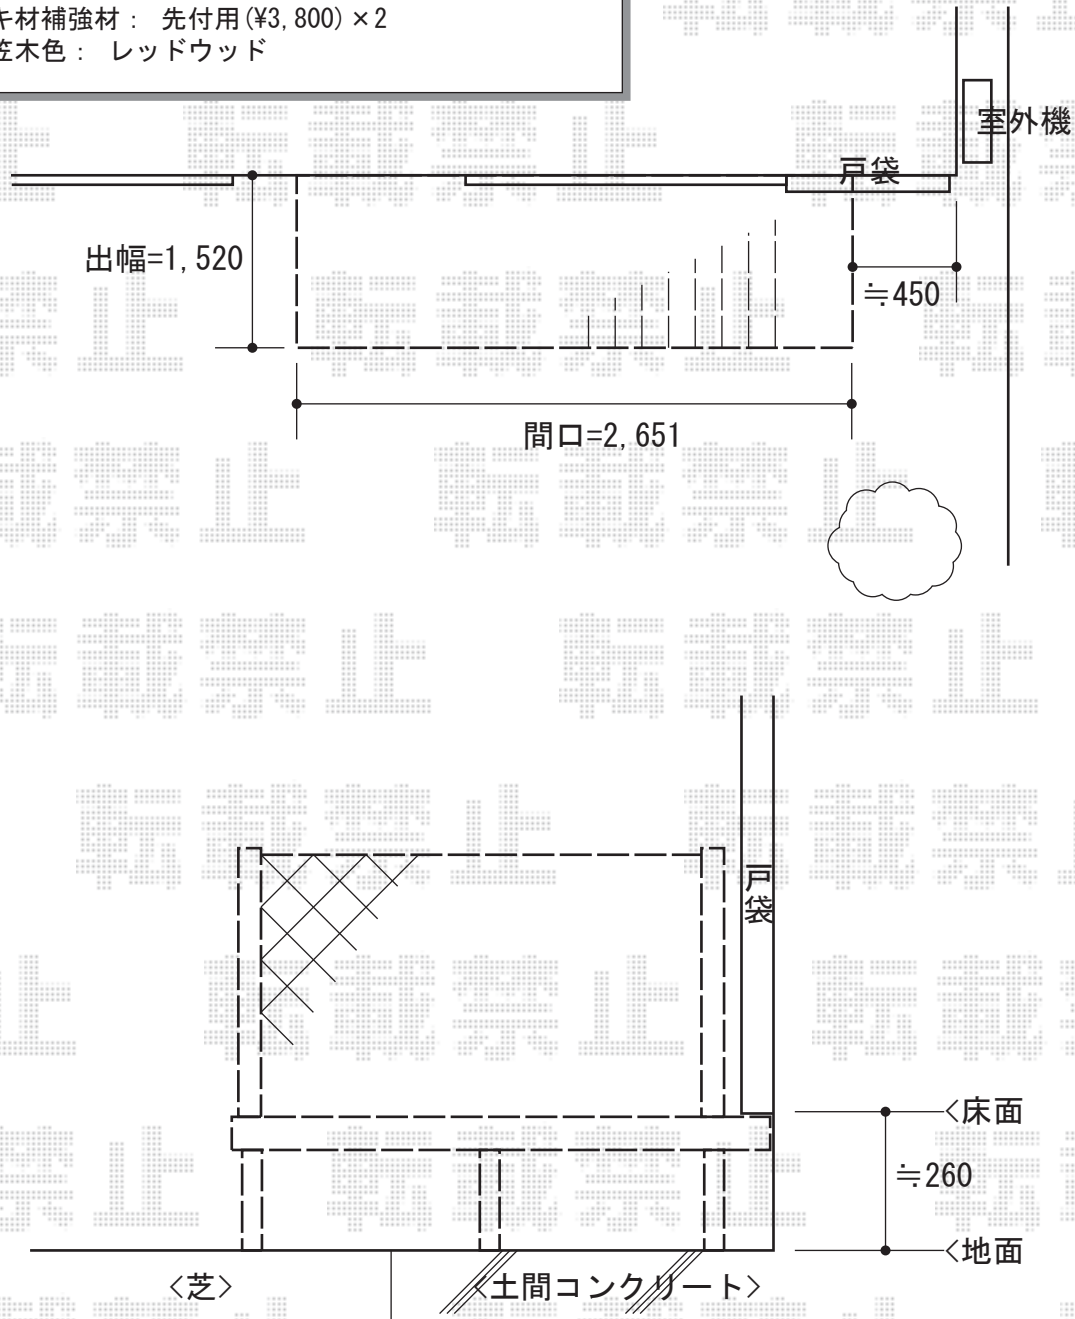 キ材補強材： 先付用(¥3,800)×2
笠木色： レッドウッド
室外機
戸袋
出幅=1,520
≒450
間口=2,651
戸袋
<床面
≒260
<地面
<芝>
<土間コンクリート>
転載禁止